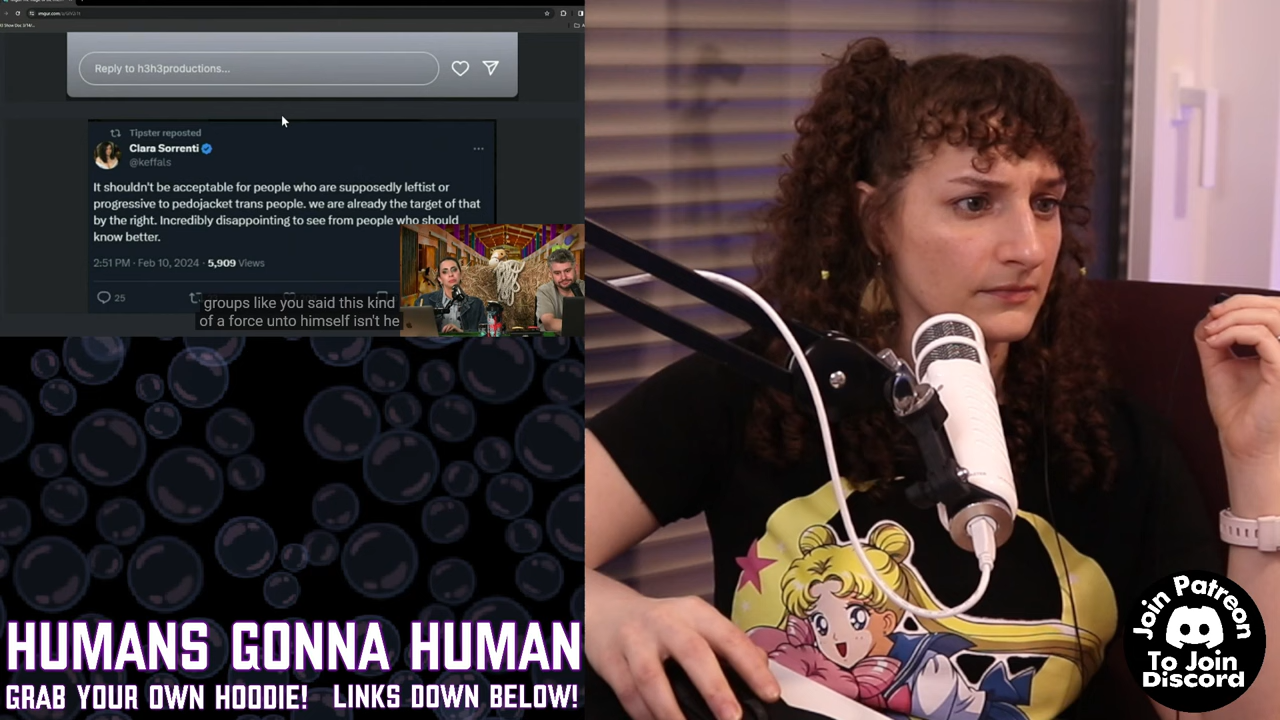 imgur.com
Reply to h3h3productions...
Tipster reposted
Clara Sorrenti
@keffals
It shouldn't be acceptable for people who are supposedly leftist or
progressive to pedojacket trans people. we are already the target of that
by the right. Incredibly disappointing to see from people who should
know better.
2:51 PM · Feb 10, 2024 · 5,909 Views
25
groups like you said this kind
of a force unto himself isn't he
HUMANS GONNA HUMAN
GRAB YOUR OWN HOODIE! LINKS DOWN BELOW!
Join Patreon
To Join
Discord